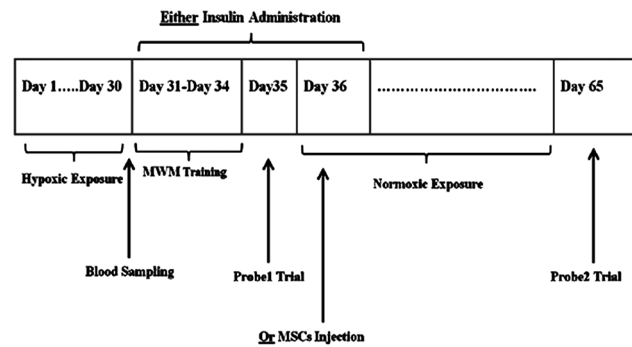 Either Insulin Administration
Day 1.....Day 30
Day 31-Day 34
Day35
Day 36
……………………………….
Day 65
Hypoxic Exposure
MWM Training
Normoxic Exposure
Blood Sampling
Probe1 Trial
Probe2 Trial
Or MSCs Injection